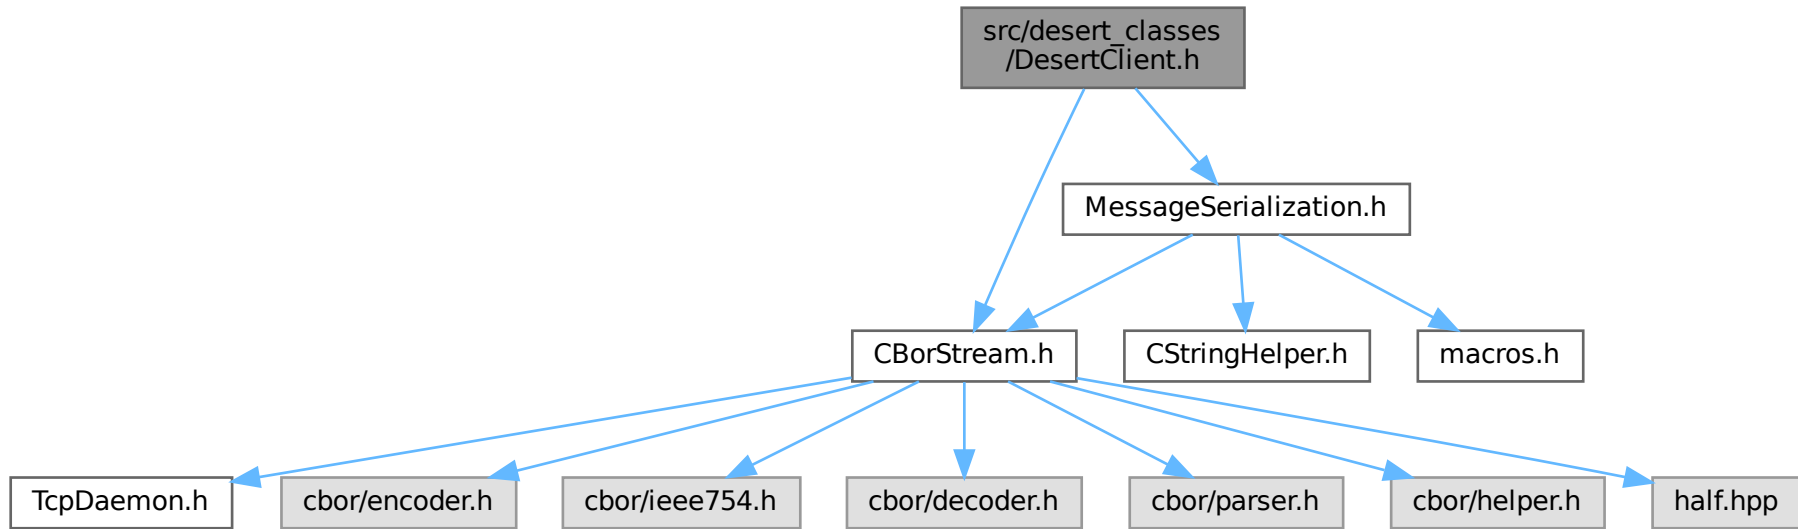 src/desert_classes
/DesertClient.h
MessageSerialization.h
CBorStream.h
CStringHelper.h
macros.h
TcpDaemon.h
cbor/encoder.h
cbor/ieee754.h
cbor/decoder.h
cbor/parser.h
cbor/helper.h
half.hpp